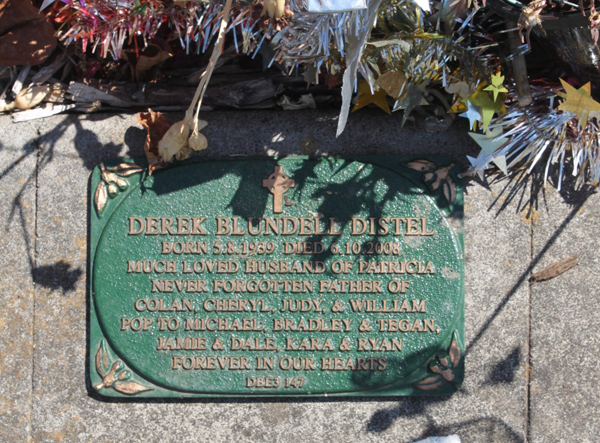 DEREK BLUNDELL DISTEL
BORN 5.8.1939 DIED 6.10.2008
MUCH LOVED HUSBAND OF PATRICIA
NEVER FORGOTTEN FATHER OF
COLAN, CHERYL, JUDY, & WILLIAM
POP TO MICHAEL, BRADLEY & TEGAN,
JAMIE & DALE, KARA & RYAN
FOREVER IN OUR HEARTS
DBE3 147